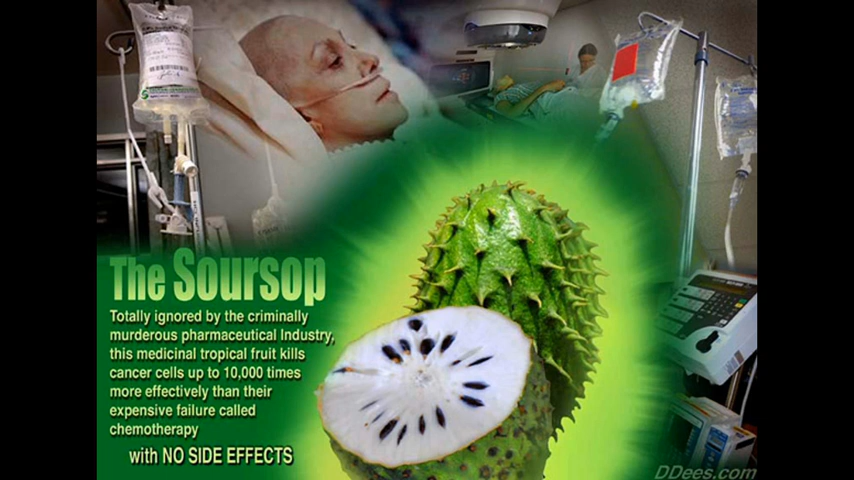 The Soursop
Totally ignored by the criminally
murderous pharmaceutical Industry,
this medicinal tropical fruit kills
cancer cells up to 10,000 times
more effectively than their
expensive failure called
chemotherapy
with NO SIDE EFFECTS
DDees.com